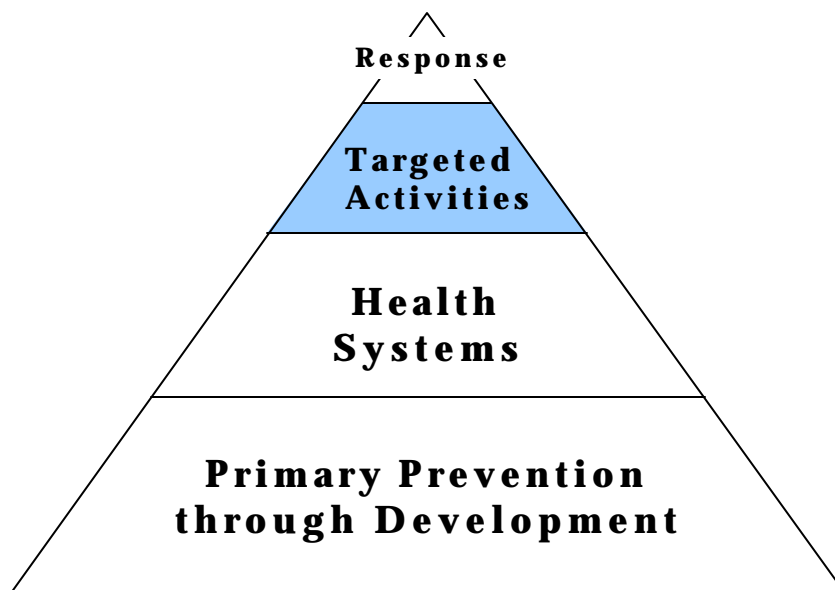 Response
Targeted
Activities
Health
Systems
Primary Prevention
through Development